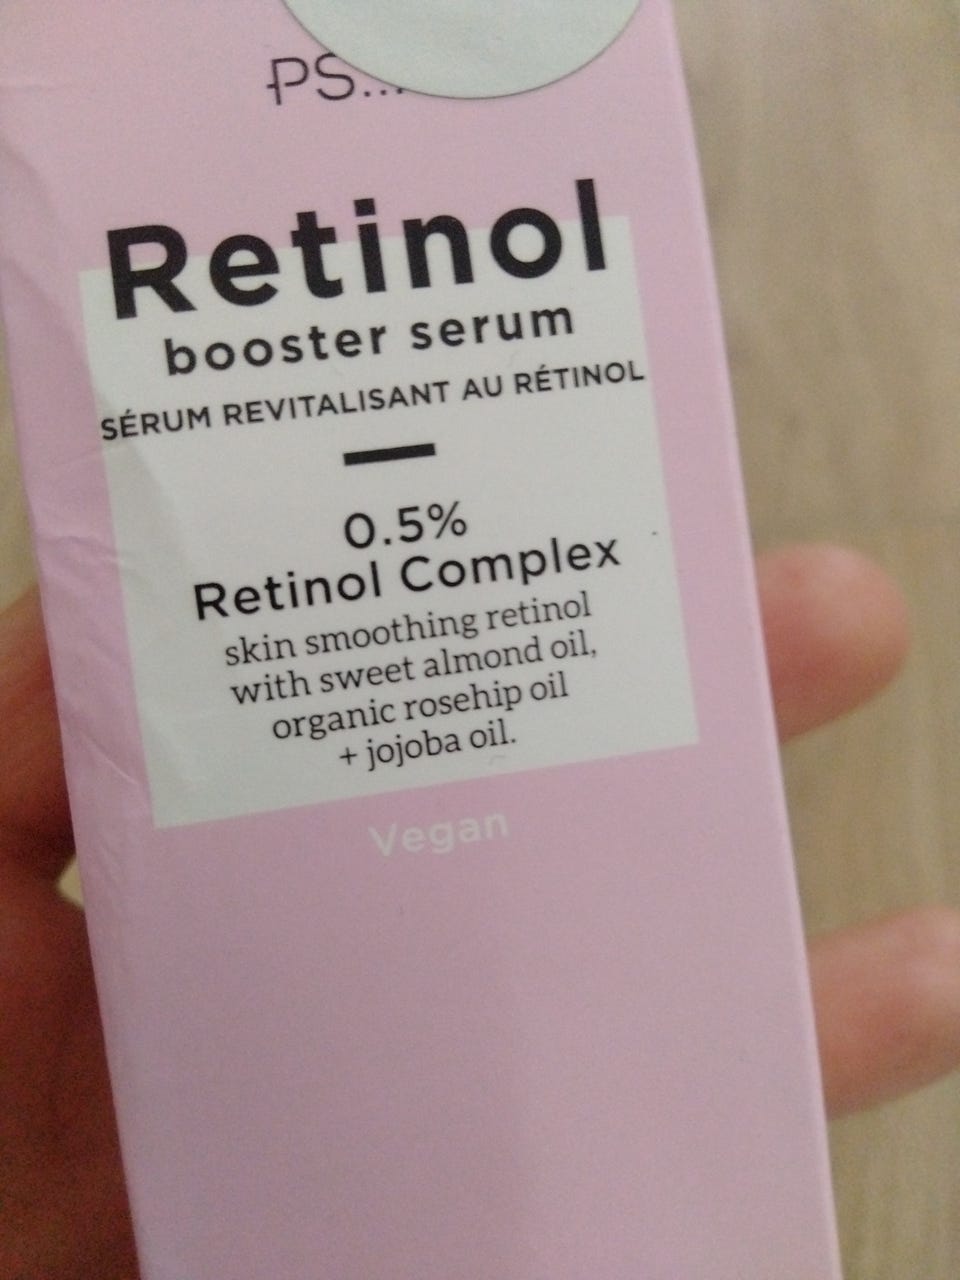 PS...
Retinol
booster serum
SÉRUM REVITALISANT AU RÉTINOL
0.5%
Retinol Complex
skin smoothing retinol
with sweet almond oil,
organic rosehip oil
+ jojoba oil.
Vegan